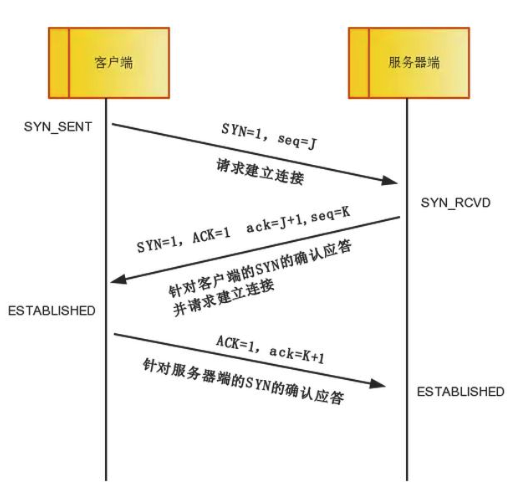 客户端
服务器端
SYN_SENT
SYN=1, seq=J
请求建立连接
SYN_RCVD
SYN=1, ACK=1 ack=J+1,seq=K
针对客户端的SYN的确认应答
并请求建立连接
ESTABLISHED
ACK=1, ack=K+1
针对服务器端的SYN的确认应答
ESTABLISHED